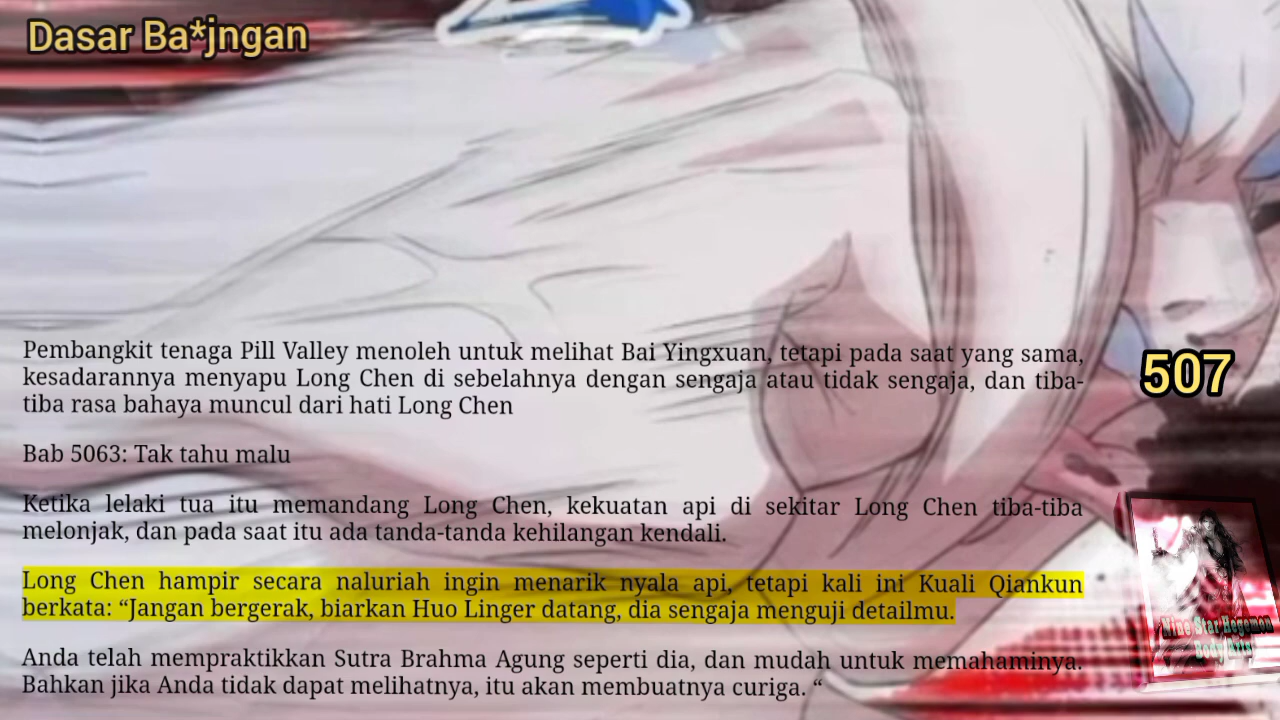 Dasar Ba*jngan
Pembangkit tenaga Pill Valley menoleh untuk melihat Bai Yingxuan, tetapi pada saat yang sama,
kesadarannya menyapu Long Chen di sebelahnya dengan sengaja atau tidak sengaja, dan tiba-
tiba rasa bahaya muncul dari hati Long Chen
507
Bab 5063: Tak tahu malu
Ketika lelaki tua itu memandang Long Chen, kekuatan api di sekitar Long Chen tiba-tiba
melonjak, dan pada saat itu ada tanda-tanda kehilangan kendali.
Long Chen hampir secara naluriah ingin menarik nyala api, tetapi kali ini Kuali Qiankun
berkata: “Jangan bergerak, biarkan Huo Linger datang, dia sengaja menguji detailmu.
Anda telah mempraktikkan Sutra Brahma Agung seperti dia, dan mudah untuk memahaminya.
Bahkan jika Anda tidak dapat melihatnya, itu akan membuatnya curiga. “
Nine Star Hegemon
Body Arts